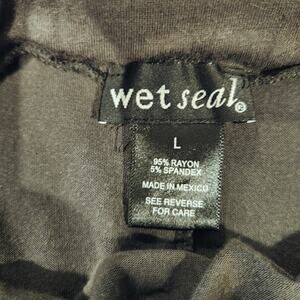 wet seal®
L
95% RAYON
5% SPANDEX
MADE IN MEXICO
SEE REVERSE
FOR CARE